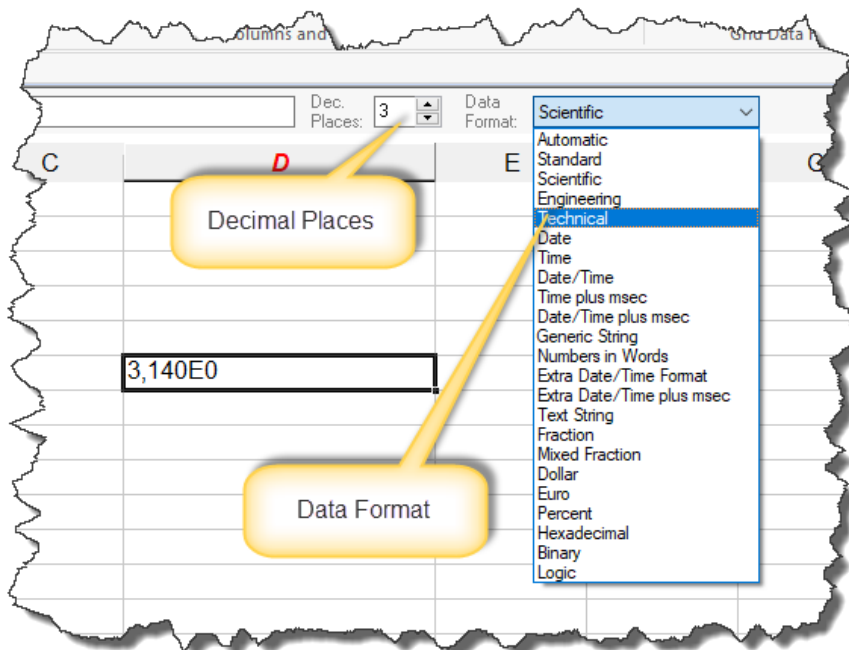 olumns and
Grid Data
Dec. Places:
3
Data Format:
Scientific
C
D
E
Decimal Places
Automatic
Standard
Scientific
Engineering
Technical
Date
Time
Date/Time
Time plus msec
Date/Time plus msec
Generic String
Numbers in Words
Extra Date/Time Format
Extra Date/Time plus msec
Text String
Fraction
Mixed Fraction
Dollar
Euro
Percent
Hexadecimal
Binary
Logic
3,140E0
Data Format